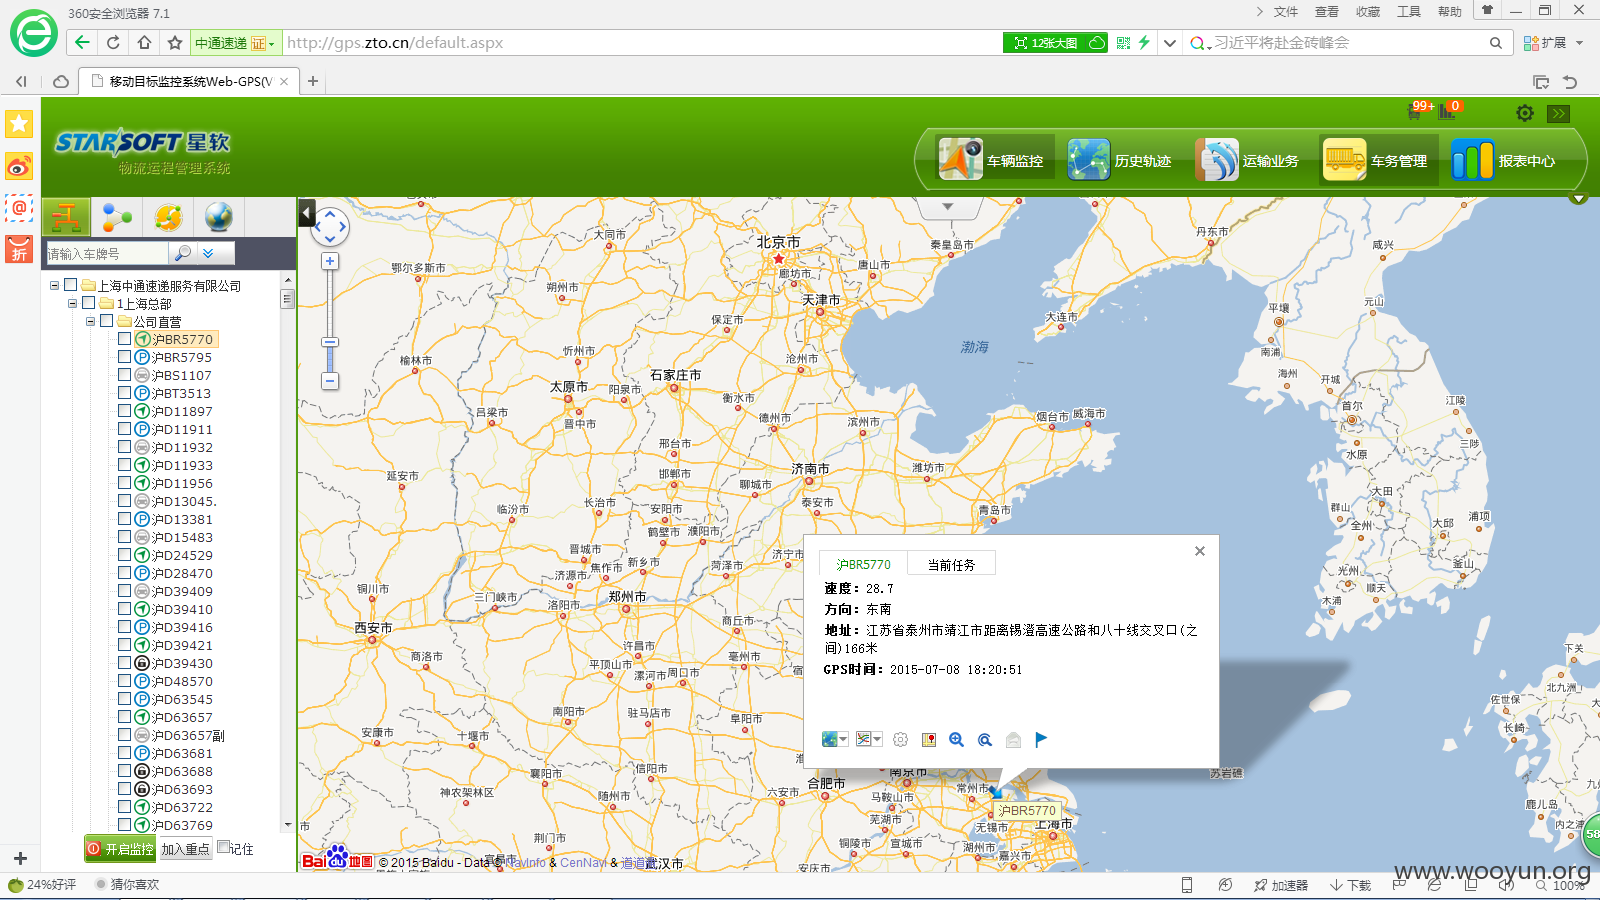 360安全浏览器 7.1
文件 查看 收藏 工具 帮助
中通速递 证
http://gps.zto.cn/default.aspx
12张大图
习近平将赴金砖峰会
扩展
移动目标监控系统Web-GPS(V
99+ 0
STARSOFT 星软
物流运程管理系统
车辆监控 历史轨迹 运输业务 车务管理 报表中心
请输入车牌号
上海中通速递服务有限公司
1上海总部
公司直营
沪BR5770
沪BR5795
沪BS1107
沪BT3513
沪D11897
沪D11911
沪D11932
沪D11933
沪D11956
沪D13045.
沪D13381
沪D15483
沪D24529
沪D28470
沪D39409
沪D39410
沪D39416
沪D39421
沪D39430
沪D48570
沪D63545
沪D63657
沪D63657副
沪D63681
沪D63688
沪D63693
沪D63722
沪D63769
开启监控 加入重点 记住
折
大同市
北京市
秦皇岛市
丹东市
咸兴
鄂尔多斯市
廊坊市
唐山市
朔州市
天津市
大连市
平壤
元山
保定市
渤海
南浦
榆林市
忻州市
沧州市
石家庄市
海州
开城
太原市
阳泉市
衡水市
吕梁市
晋中市
德州市
滨州市
烟台市
威海市
首尔
江陵
邢台市
水原
三陟
延安市
邯郸市
济南市
潍坊市
聊城市
大田
临汾市
长治市
安阳市
泰安市
青岛市
群山
全州
大邱
浦项
鹤壁市
濮阳市
晋城市
新乡市
济宁市
铜川市
济源市
焦作市
菏泽市
光州
釜山
三门峡市
洛阳市
郑州市
木浦
顺天
西安市
商丘市
商洛市
许昌市
亳州市
平顶山市
漯河市
周口市
下关
北九洲
佐世保
长崎
南阳市
驻马店市
阜阳市
安康市
十堰市
襄阳市
信阳市
神农架林区
随州市
六安市
合肥市
南京市
马鞍山市
常州市
无锡市
上海市
芜湖市
湖州市
嘉兴市
铜陵市
宣城市
安庆市
荆门市
宜昌市
武汉市
苏岩礁
鹿儿岛
内之浦
沪BR5770 当前任务
速度：28.7
方向：东南
地址：江苏省泰州市靖江市距离锡澄高速公路和八十线交叉口(之
间)166米
GPS时间：2015-07-08 18:20:51
沪BR5770
Bai地图 © 2015 Baidu - Data © NavInfo & CenNavi & 道道通
58
www.wooyun.org
24%好评 猜你喜欢
加速器 下载 100%